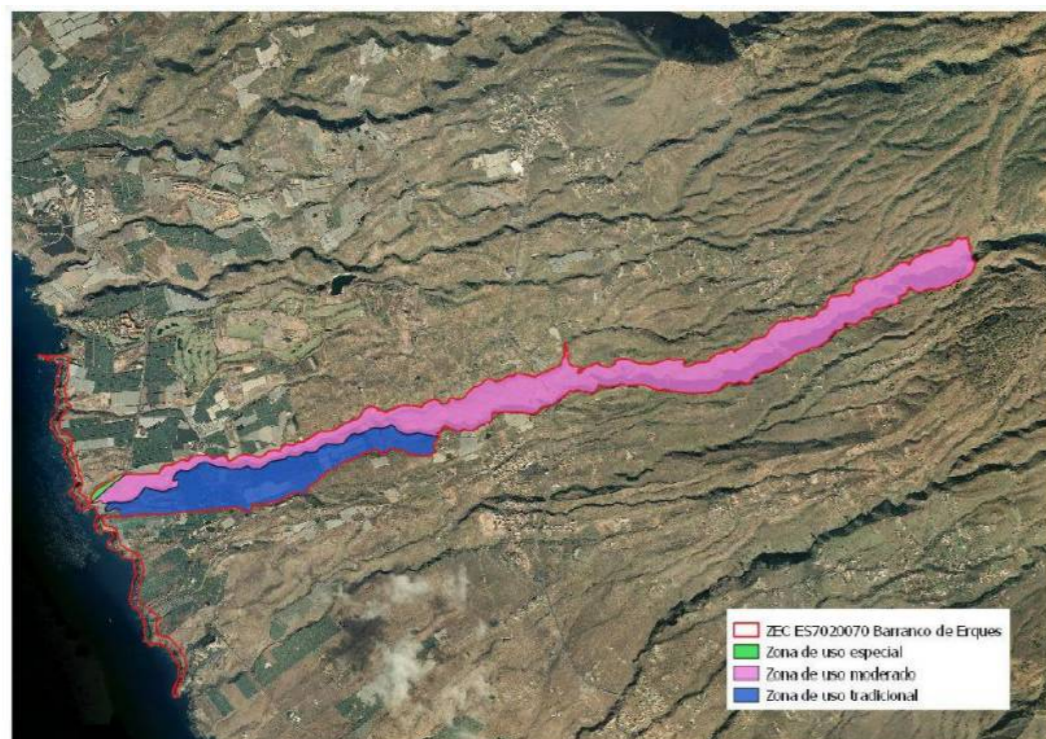 ZEC ES7020070 Barranco de Erques
Zona de uso especial
Zona de uso moderado
Zona de uso tradicional